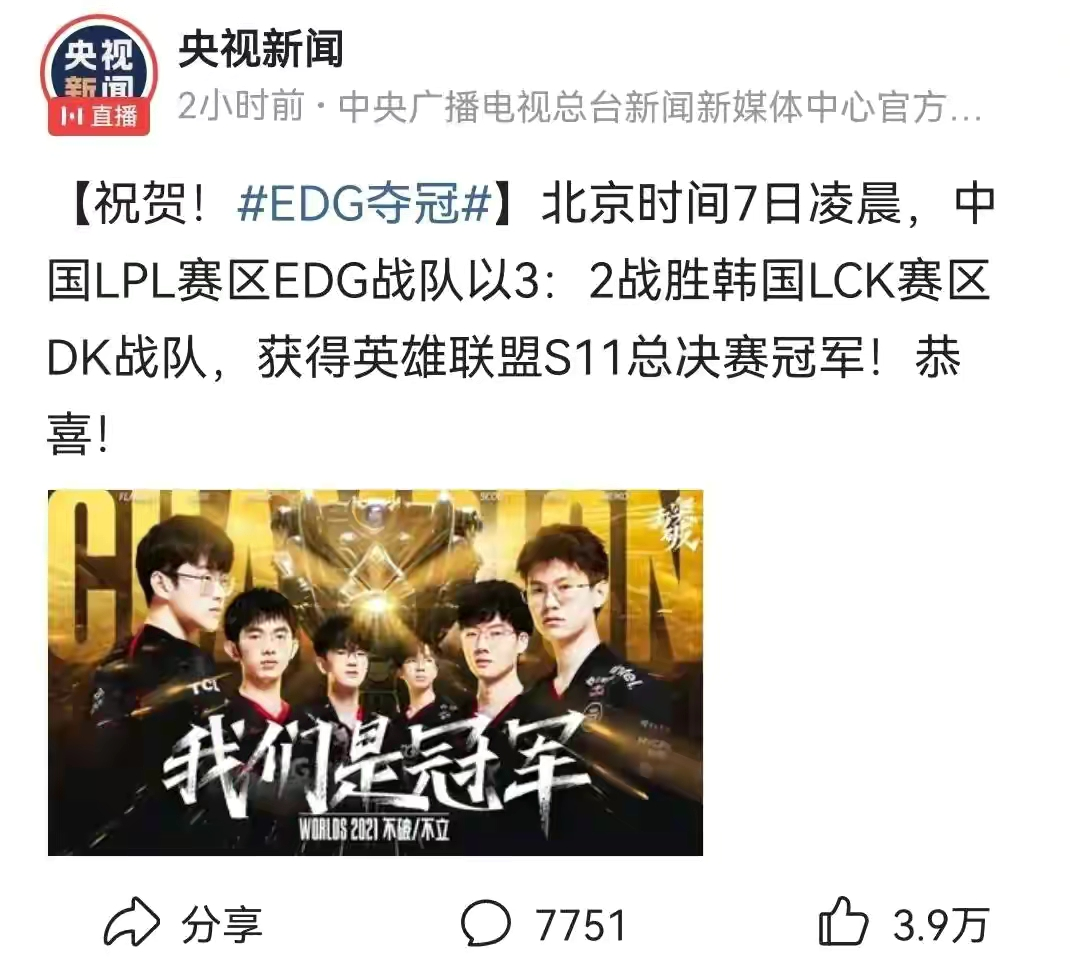 央视
新闻
直播
央视新闻
2小时前·中央广播电视总台新闻新媒体中心官方...
【祝贺！#EDG夺冠#】北京时间7日凌晨，中
国LPL赛区EDG战队以3：2战胜韩国LCK赛区
DK战队，获得英雄联盟S11总决赛冠军！恭
喜！
CHAMPION
TCL
intel
我们是冠军
WORLDS 2021 不破/不立
分享
7751
3.9万